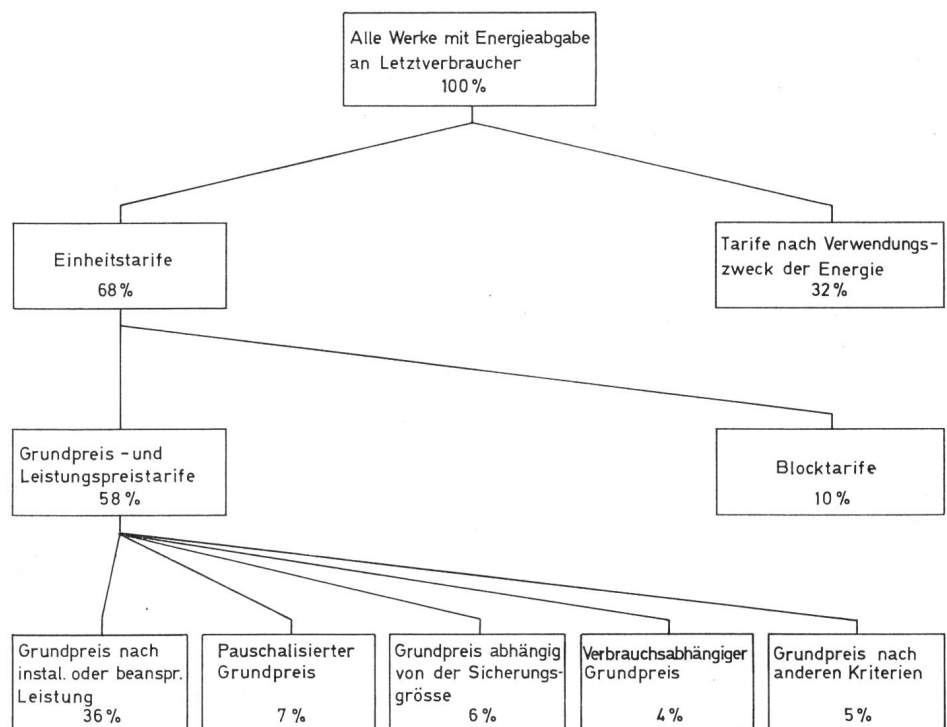 Alle Werke mit Energieabgabe
an Letztverbraucher
100 %
Einheitstarife
68 %
Tarife nach Verwendungs-
zweck der Energie
32 %
Grundpreis - und
Leistungspreistarife
58 %
Blocktarife
10 %
Grundpreis nach
instal. oder beanspr.
Leistung
36 %
Pauschalisierter
Grundpreis
7 %
Grundpreis abhängig
von der Sicherungs-
grösse
6 %
Verbrauchsabhängiger
Grundpreis
4 %
Grundpreis nach
anderen Kriterien
5 %